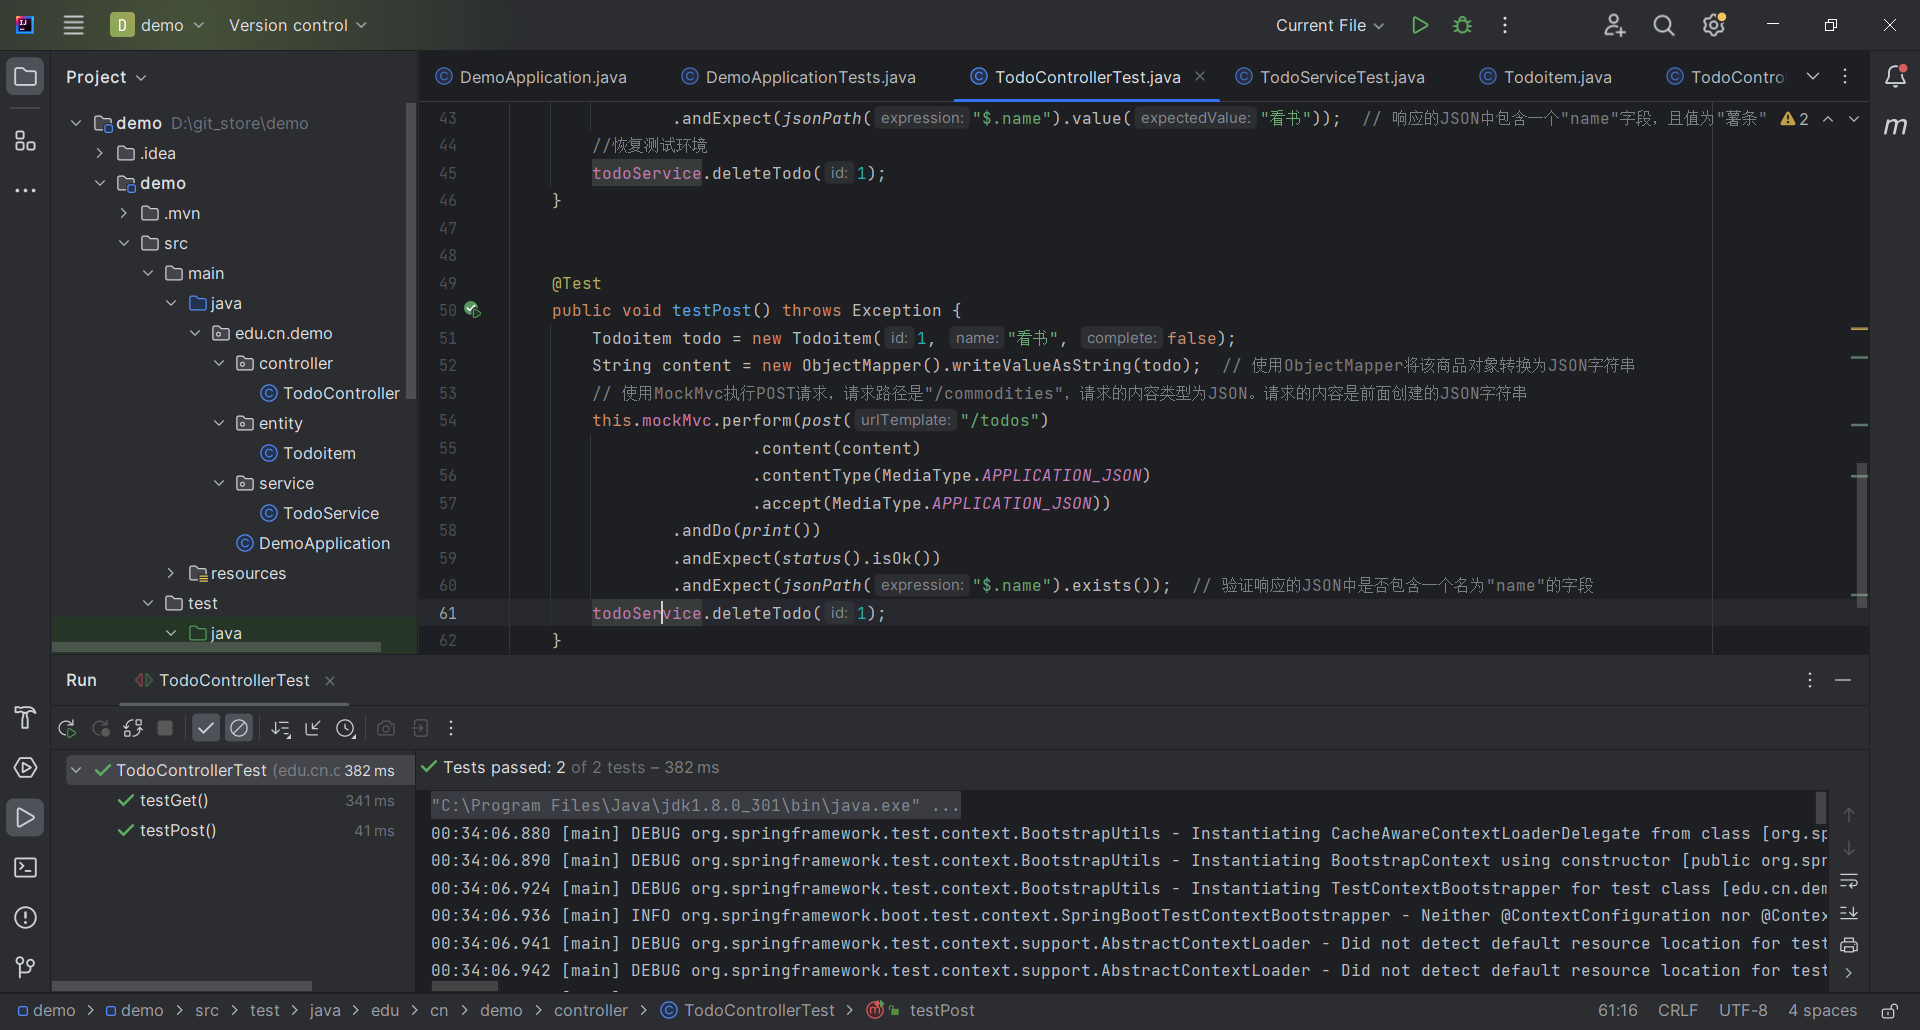 D demo Version control Current File
Project
DemoApplication.java DemoApplicationTests.java TodoControllerTest.java TodoServiceTest.java Todoitem.java TodoContro
demo D:\git_store\demo
.idea
demo
.mvn
src
main
java
edu.cn.demo
controller
TodoController
entity
Todoitem
service
TodoService
DemoApplication
resources
test
java
43 .andExpect(jsonPath( expression: "$.name").value( expectedValue: "看书")); // 响应的JSON中包含一个"name"字段，且值为"薯条" 2
44 //恢复测试环境
45 todoService.deleteTodo( id: 1);
46 }
47
48
49 @Test
50 public void testPost() throws Exception {
51 Todoitem todo = new Todoitem( id: 1, name: "看书", complete: false);
52 String content = new ObjectMapper().writeValueAsString(todo); // 使用ObjectMapper将该商品对象转换为JSON字符串
53 // 使用MockMvc执行POST请求，请求路径是"/commodities"，请求的内容类型为JSON。请求的内容是前面创建的JSON字符串
54 this.mockMvc.perform(post( urlTemplate: "/todos")
55 .content(content)
56 .contentType(MediaType.APPLICATION_JSON)
57 .accept(MediaType.APPLICATION_JSON))
58 .andDo(print())
59 .andExpect(status().isOk())
60 .andExpect(jsonPath( expression: "$.name").exists()); // 验证响应的JSON中是否包含一个名为"name"的字段
61 todoService.deleteTodo( id: 1);
62 }
Run TodoControllerTest
TodoControllerTest (edu.cn.c 382 ms
testGet() 341 ms
testPost() 41 ms
Tests passed: 2 of 2 tests – 382 ms
"C:\Program Files\Java\jdk1.8.0_301\bin\java.exe" ...
00:34:06.880 [main] DEBUG org.springframework.test.context.BootstrapUtils - Instantiating CacheAwareContextLoaderDelegate from class [org.sp
00:34:06.890 [main] DEBUG org.springframework.test.context.BootstrapUtils - Instantiating BootstrapContext using constructor [public org.spr
00:34:06.924 [main] DEBUG org.springframework.test.context.BootstrapUtils - Instantiating TestContextBootstrapper for test class [edu.cn.dem
00:34:06.936 [main] INFO org.springframework.boot.test.context.SpringBootTestContextBootstrapper - Neither @ContextConfiguration nor @Contex
00:34:06.941 [main] DEBUG org.springframework.test.context.support.AbstractContextLoader - Did not detect default resource location for test
00:34:06.942 [main] DEBUG org.springframework.test.context.support.AbstractContextLoader - Did not detect default resource location for test
demo > demo > src > test > java > edu > cn > demo > controller > TodoControllerTest > testPost 61:16 CRLF UTF-8 4 spaces